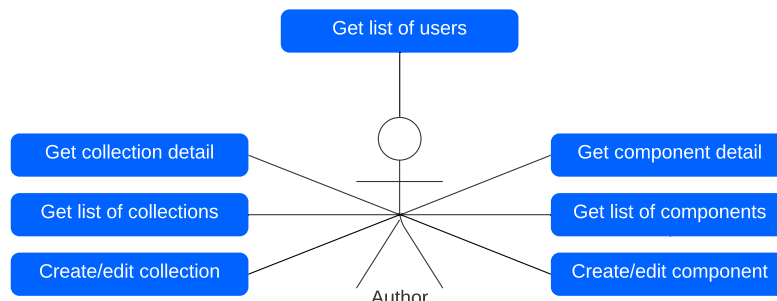 Get list of users
Get collection detail
Get component detail
Get list of collections
Get list of components
Create/edit collection
Create/edit component
Author